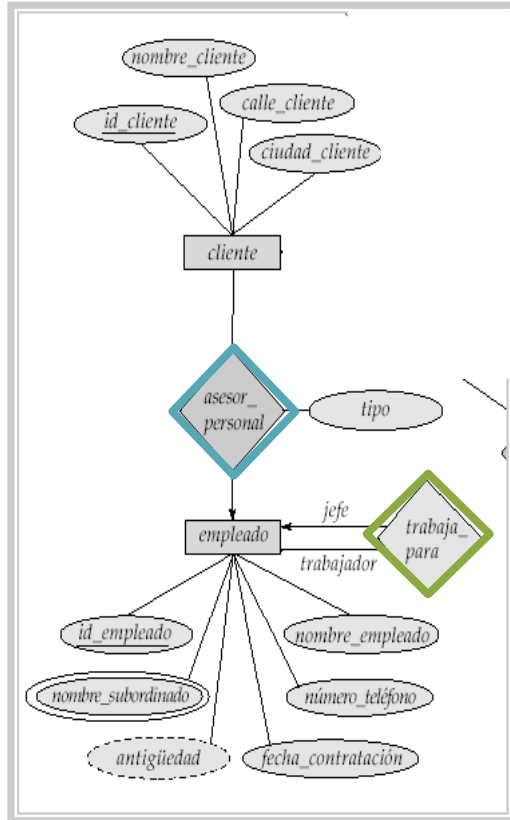 nombre_cliente
calle_cliente
id_cliente
ciudad_cliente
cliente
asesor_
personal
tipo
jefe
trabaja_
para
empleado
trabajador
id_empleado
nombre_empleado
nombre_subordinado
número_teléfono
antigüedad
fecha_contratación